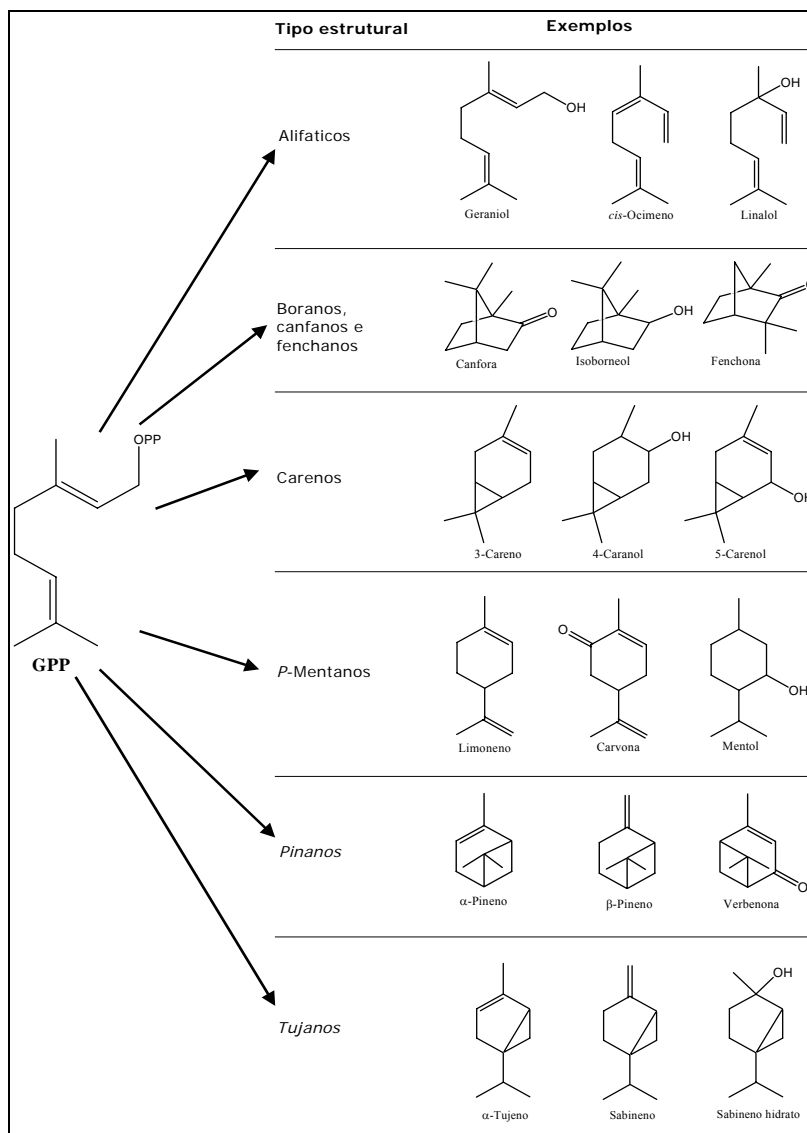 Tipo estrutural Exemplos
Alifaticos
OH
OH
Geraniol cis-Ocimeno Linalol
Boranos,
canfanos e
fenchanos
O
OH
O
Canfora Isoborneol Fenchona
OPP
Carenos
OH
OH
3-Careno 4-Caranol 5-Carenol
GPP
P-Mentanos
O
OH
Limoneno Carvona Mentol
Pinanos
O
α-Pineno β-Pineno Verbenona
Tujanos
OH
α-Tujeno Sabineno Sabineno hidrato